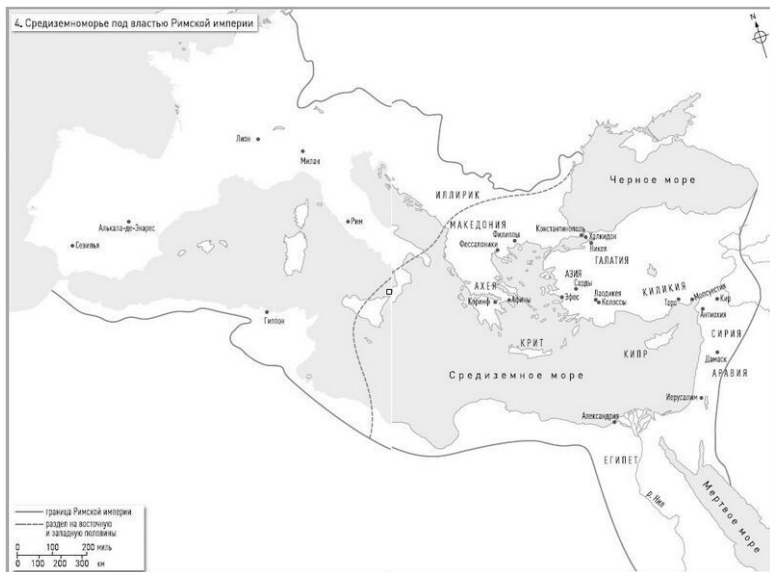 4. Средиземноморье под властью Римской империи
N
Черное море
Лион
Милан
ИЛЛИРИК
Рим
МАКЕДОНИЯ
Филиппы
Фессалоники
Константинополь
Халкидон
Никея
ГАЛАТИЯ
Алькала-де-Энарес
Севилья
АЗИЯ
Сарды
АХЕЯ
Коринф
Афины
Эфес
Лаодикея
Колоссы
КИЛИКИЯ
Тарс
Мопсуестия
Кир
Антиохия
Гиппон
СИРИЯ
КРИТ
КИПР
Дамаск
АРАВИЯ
Средиземное море
Иерусалим
Александрия
ЕГИПЕТ
р. Нил
Мертвое море
граница Римской империи
раздел на восточную
и западную половины
0 100 200 миль
0 100 200 300 км